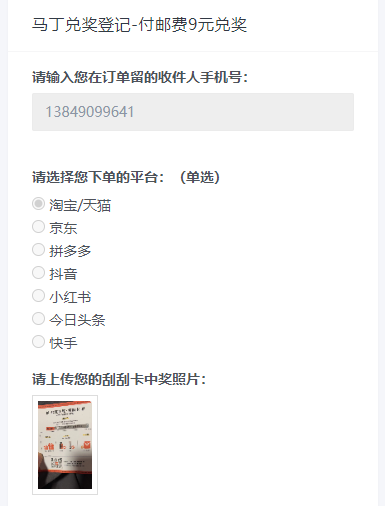 马丁兑奖登记-付邮费9元兑奖
请输入您在订单留的收件人手机号：
13849099641
请选择您下单的平台：（单选）
淘宝/天猫
京东
拼多多
抖音
小红书
今日头条
快手
请上传您的刮刮卡中奖照片：